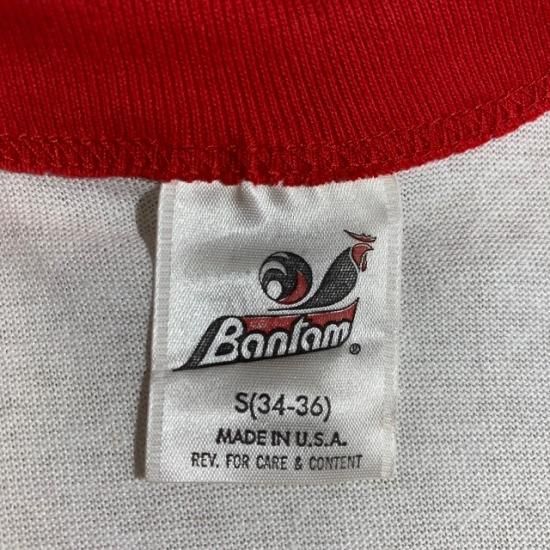 Bantam®
S(34-36)
MADE IN U.S.A.
REV. FOR CARE & CONTENT